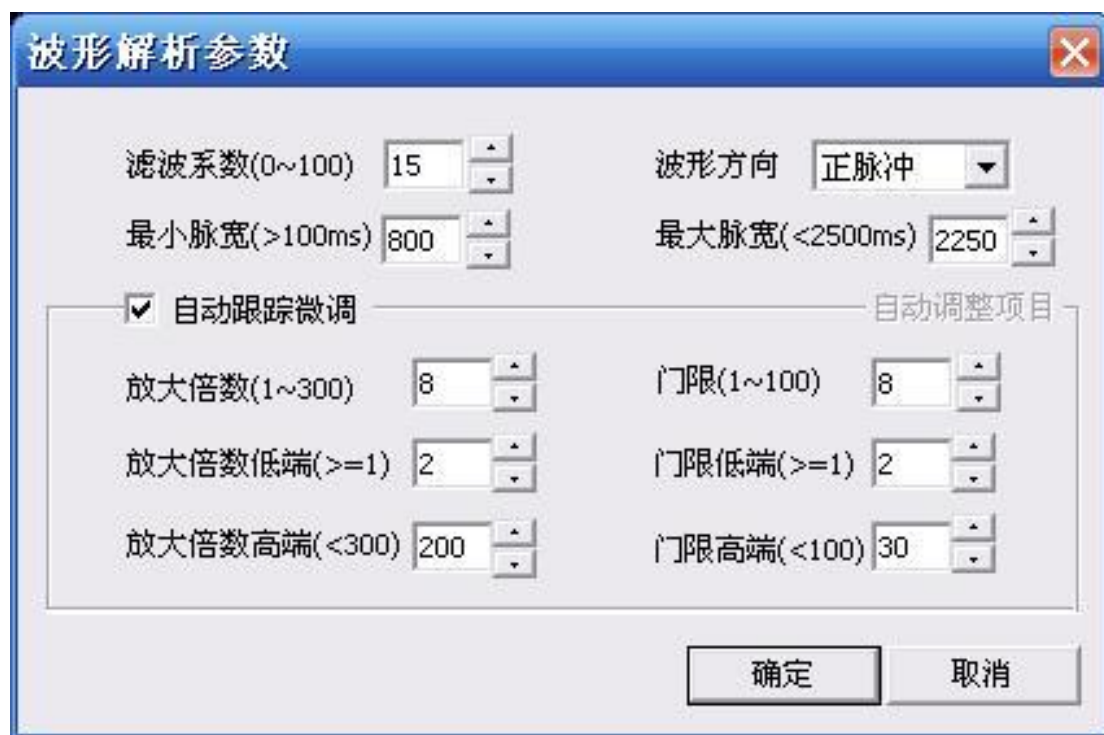 波形解析参数
滤波系数(0~100) 15 波形方向 正脉冲
最小脉宽(>100ms) 800 最大脉宽(<2500ms) 2250
自动跟踪微调 自动调整项目
放大倍数(1~300) 8 门限(1~100) 8
放大倍数低端(>=1) 2 门限低端(>=1) 2
放大倍数高端(<300) 200 门限高端(<100) 30
确定 取消